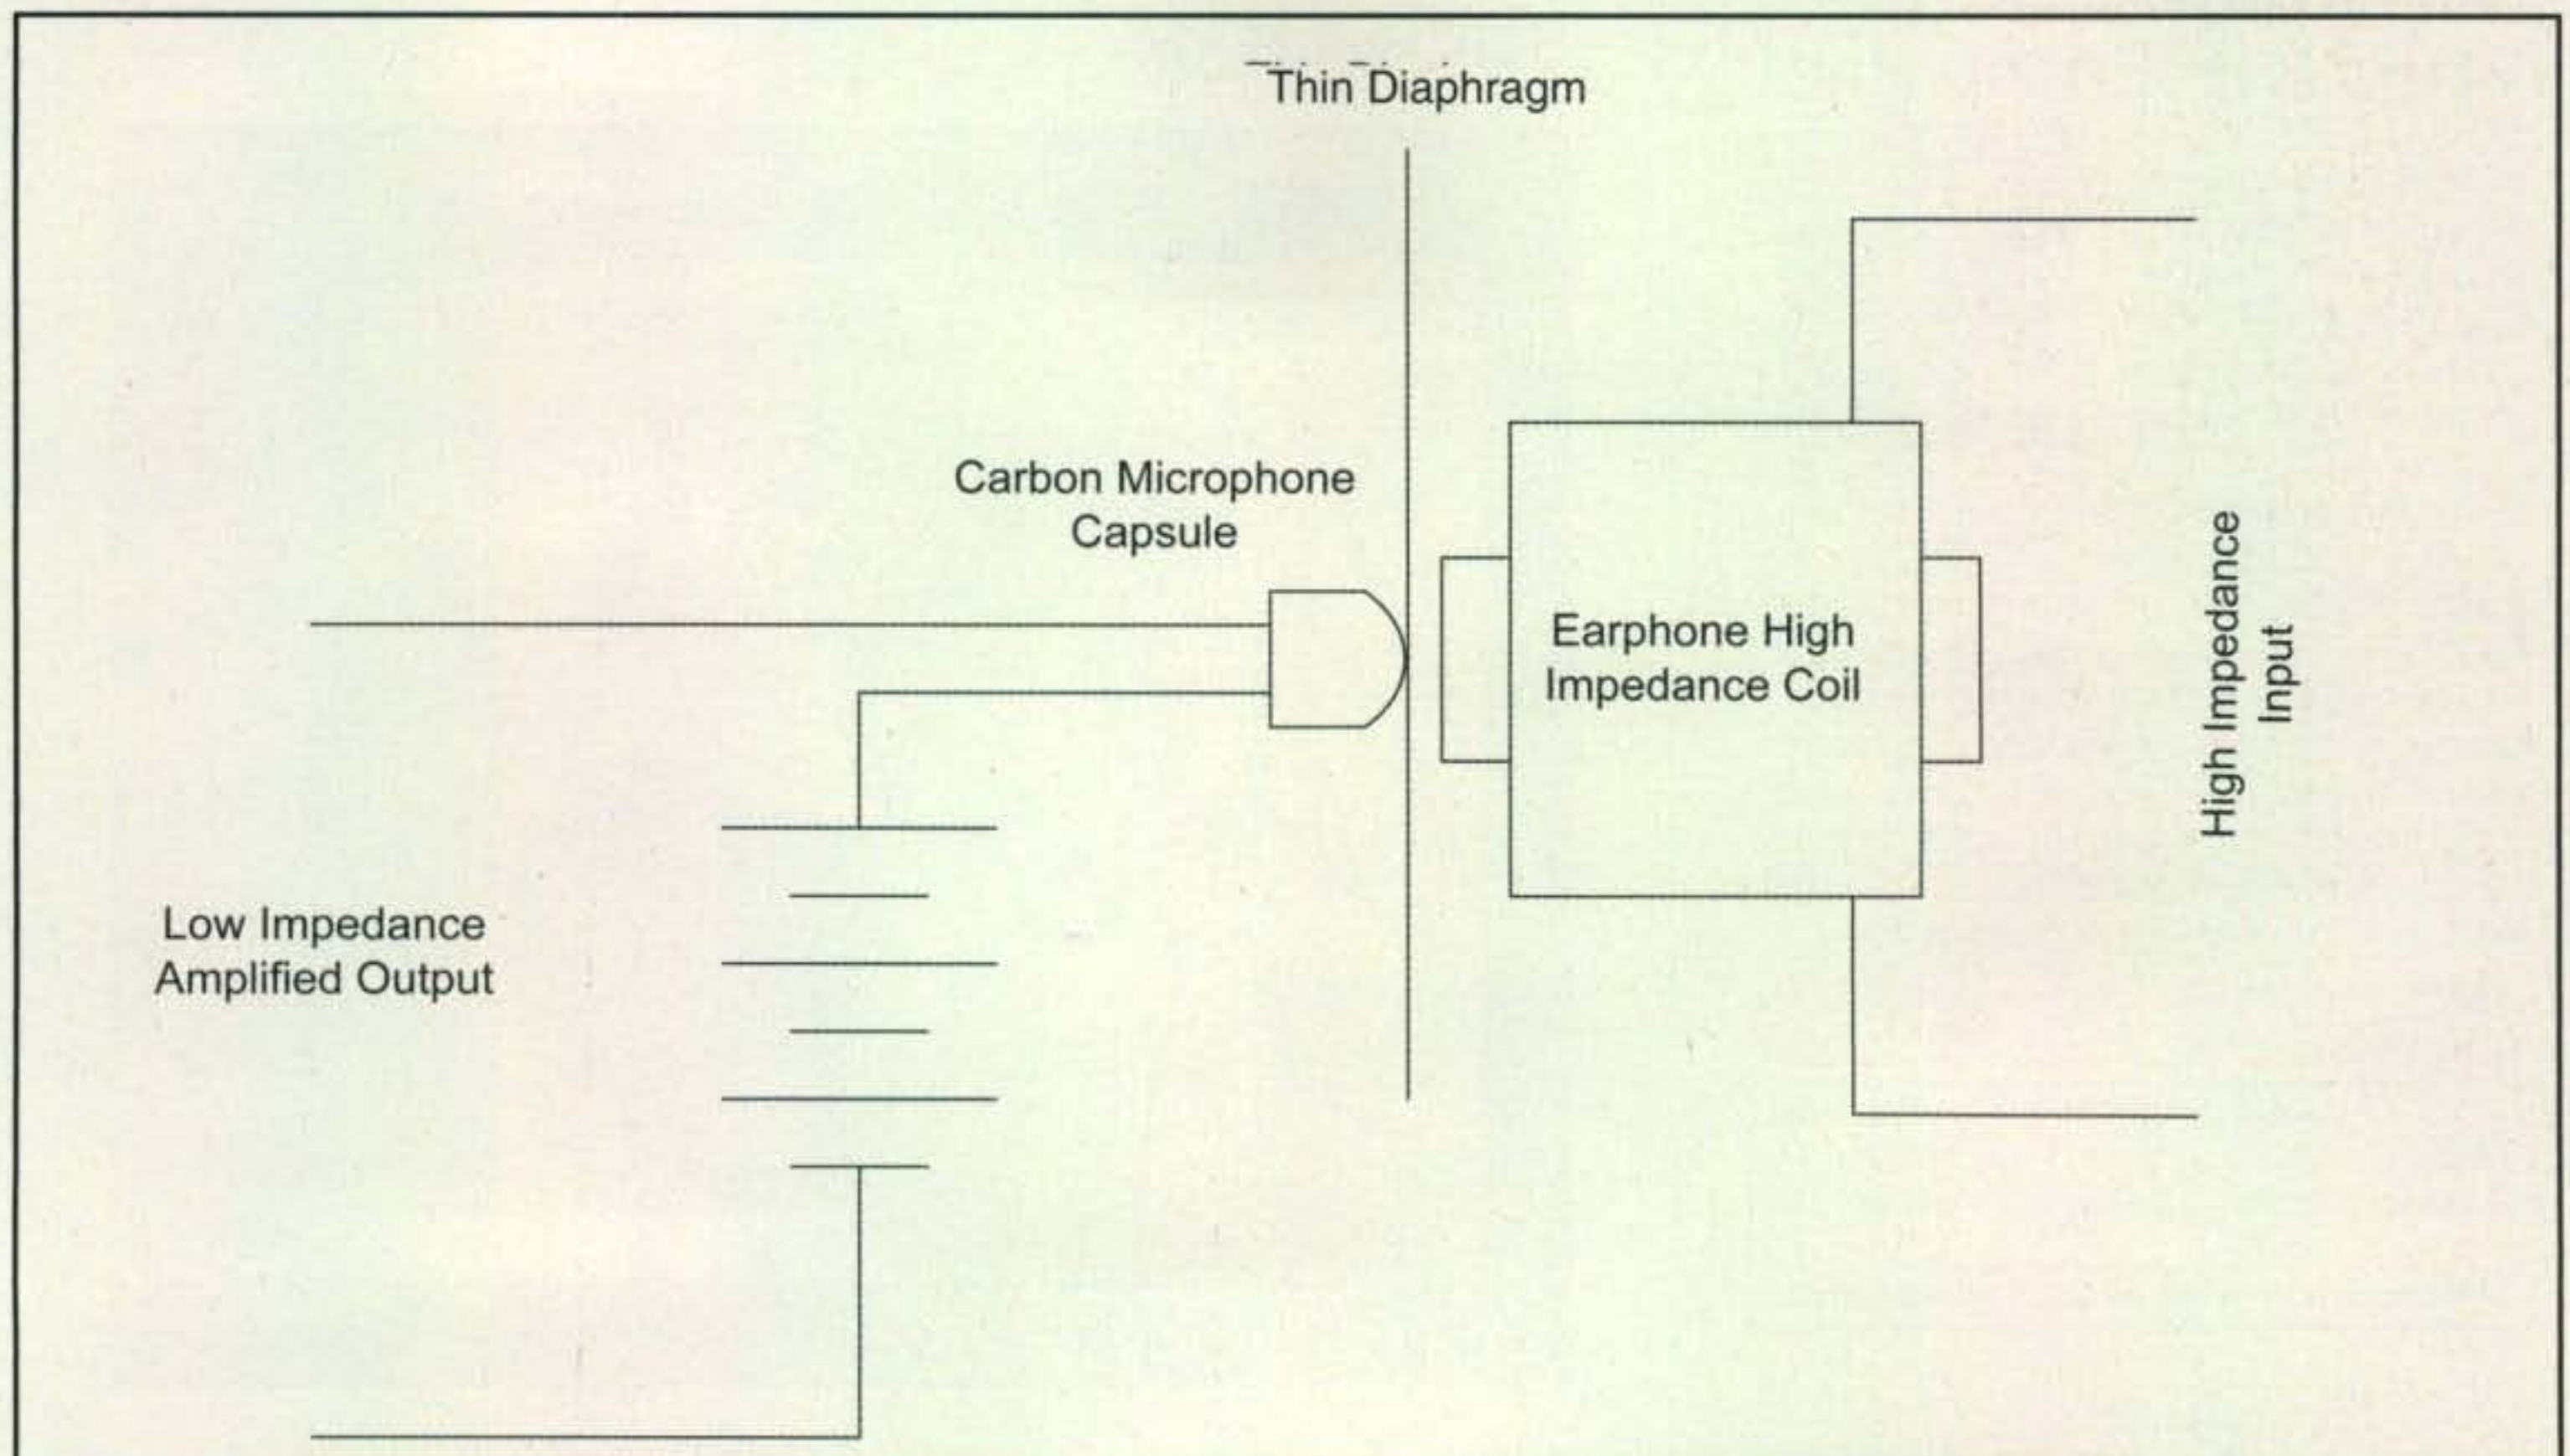 Thin Diaphragm
Carbon Microphone
Capsule
Earphone High
Impedance Coil
High Impedance
Input
Low Impedance
Amplified Output